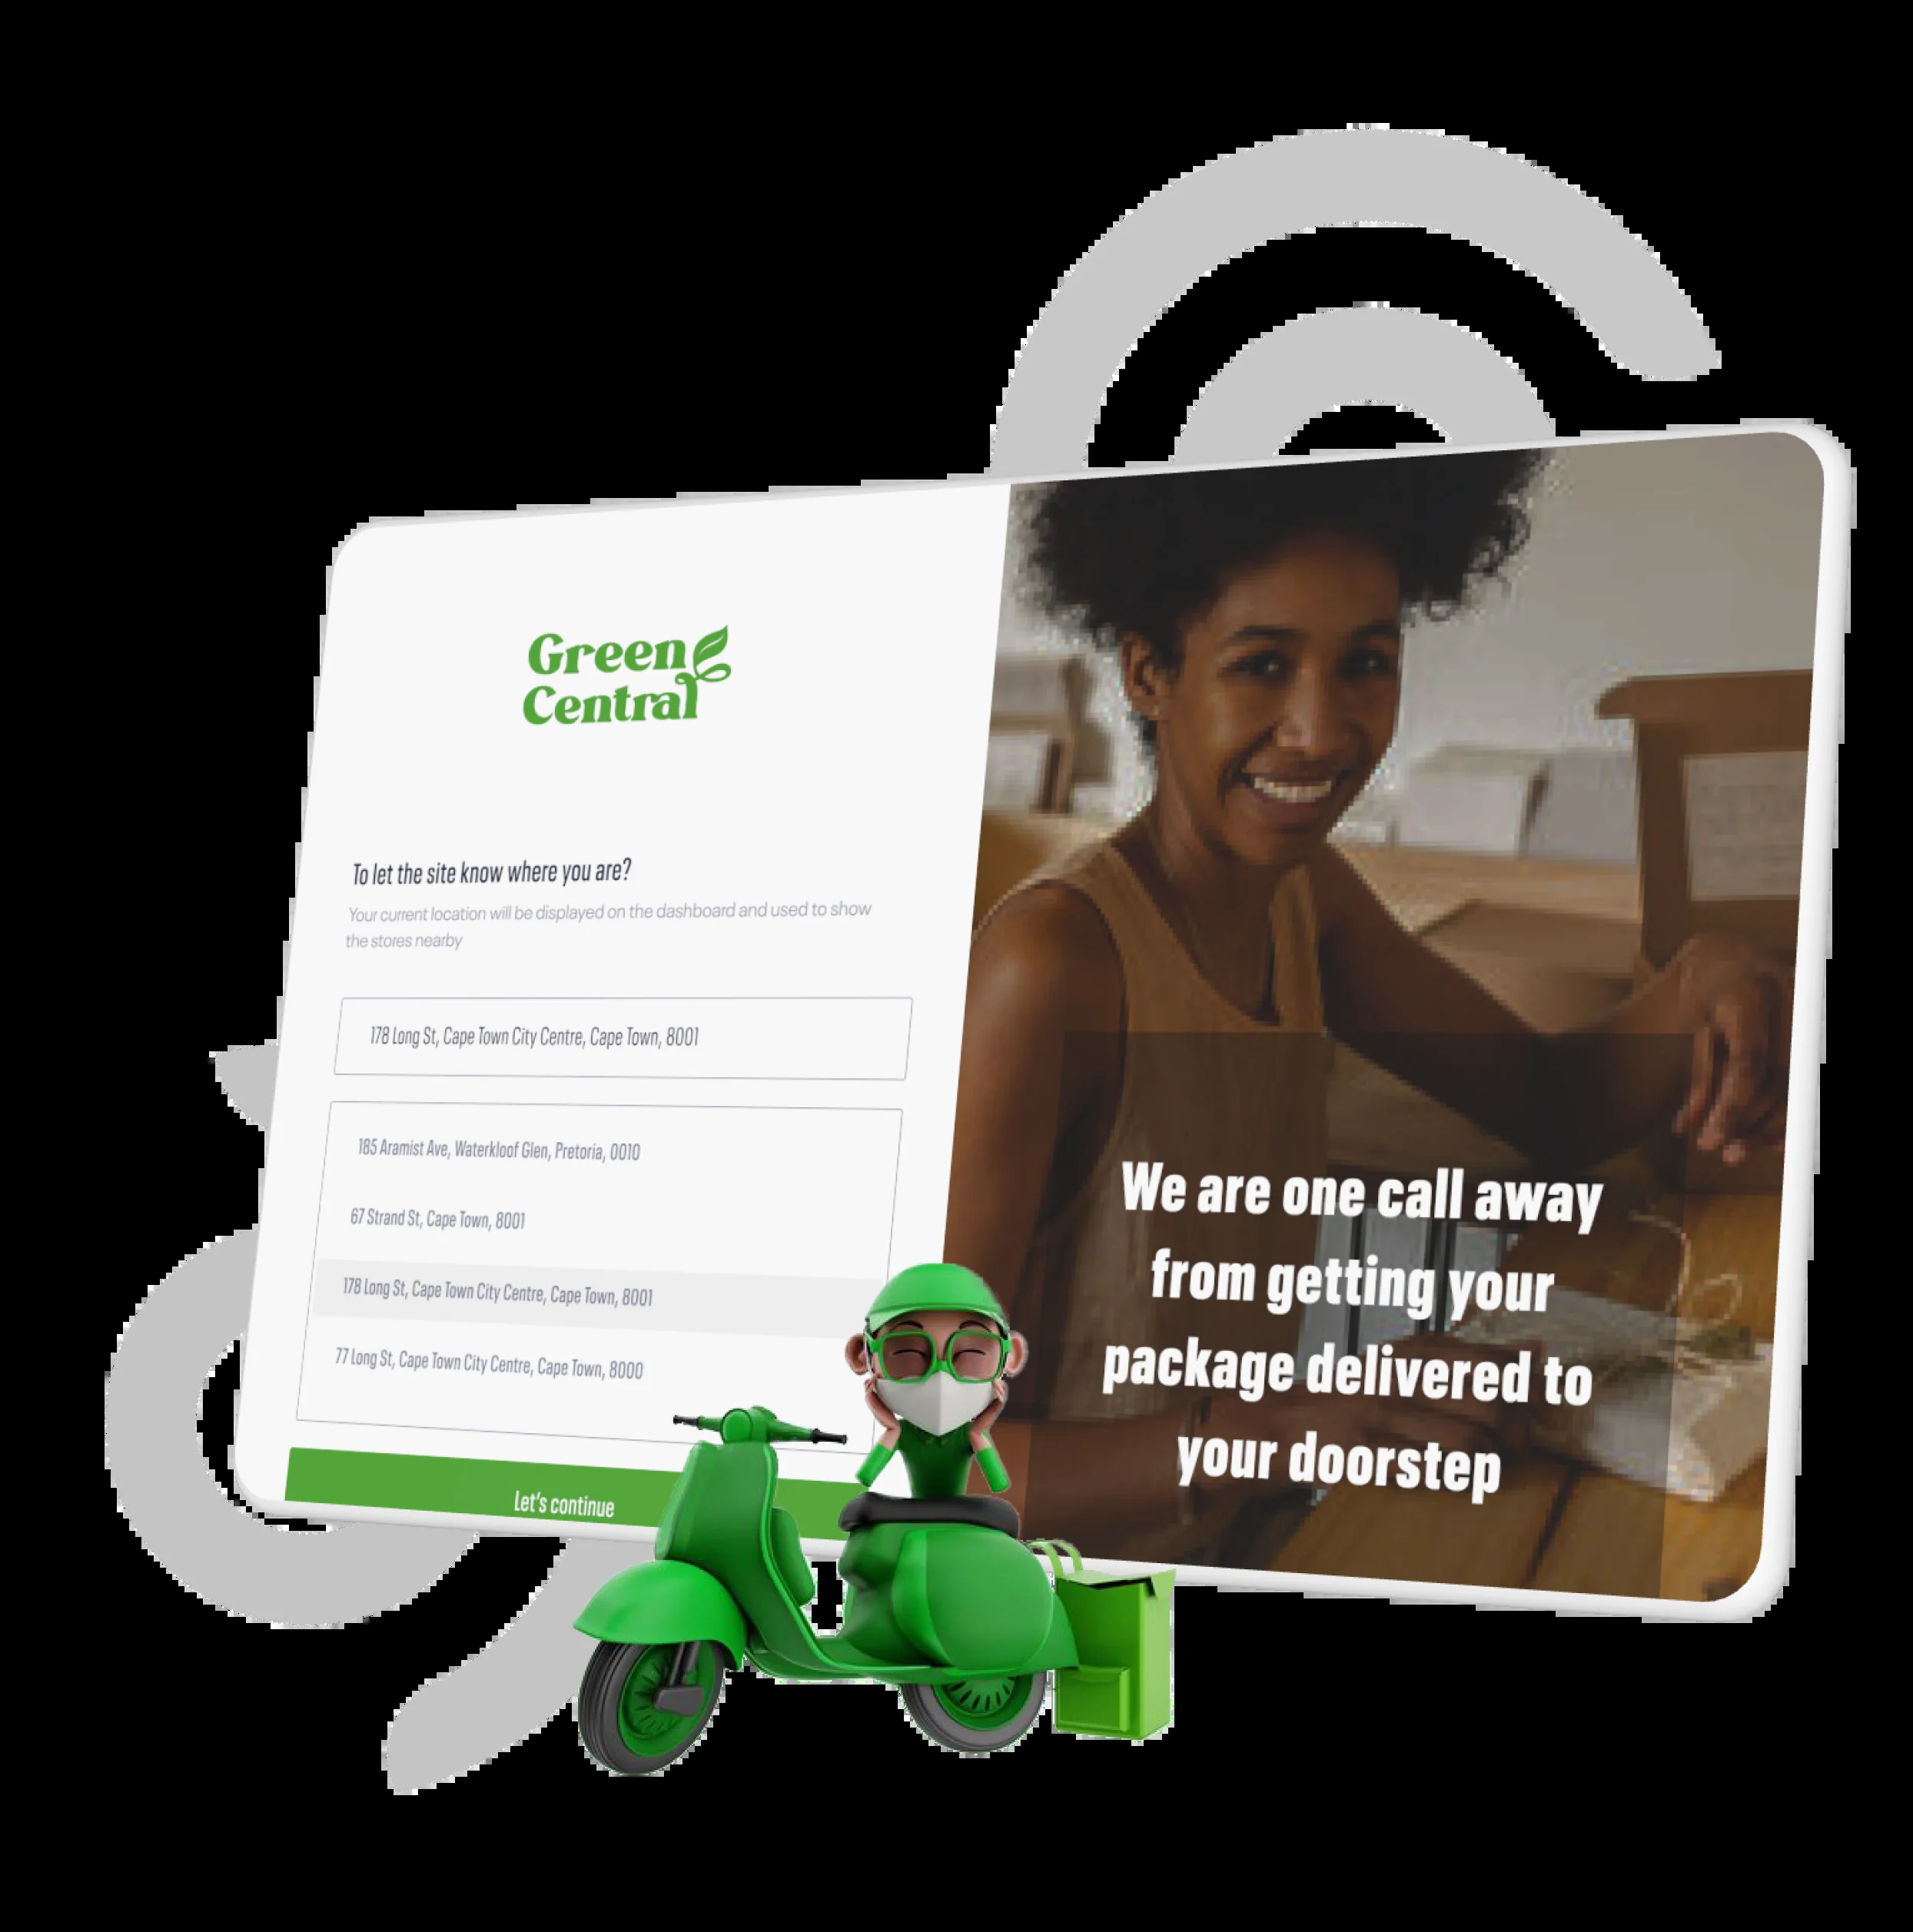 Green
Central
To let the site know where you are?
Your current location will be displayed on the dashboard and used to show
the stores nearby
178 Long St, Cape Town City Centre, Cape Town, 8001
185 Aramist Ave, Waterkloof Glen, Pretoria, 0010
67 Strand St, Cape Town, 8001
178 Long St, Cape Town City Centre, Cape Town, 8001
77 Long St, Cape Town City Centre, Cape Town, 8000
Let's continue
We are one call away
from getting your
package delivered to
your doorstep